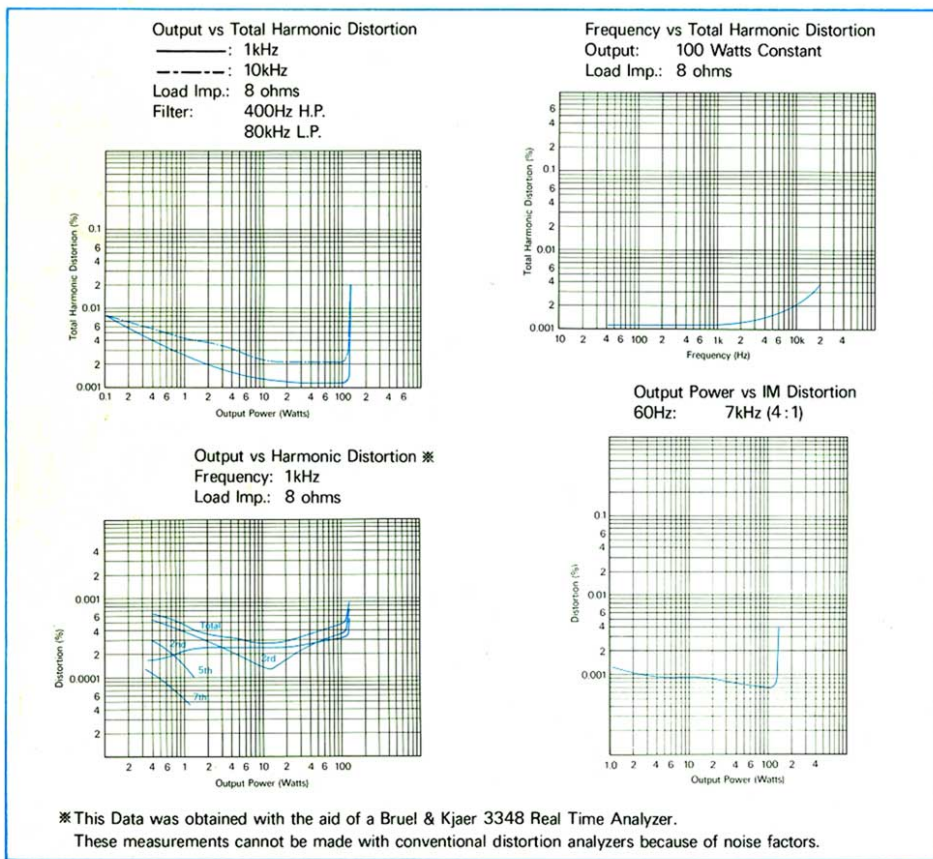 Output vs Total Harmonic Distortion
: 1kHz
: 10kHz
Load Imp.: 8 ohms
Filter: 400Hz H.P.
80kHz L.P.
Total Harmonic Distortion (%)
0.1
6
4
2
0.01
6
4
2
0.001
0.1 2 4 6 1 2 4 6 10 2 4 6 100 2 4 6
Output Power (Watts)
Frequency vs Total Harmonic Distortion
Output: 100 Watts Constant
Load Imp.: 8 ohms
Total Harmonic Distortion (%)
6
4
2
0.1
6
4
2
0.01
6
4
2
0.001
10 2 4 6 100 2 4 6 1k 2 4 6 10k 2 4
Frequency (Hz)
Output vs Harmonic Distortion ※
Frequency: 1kHz
Load Imp.: 8 ohms
Distortion (%)
4
2
0.001
6
4
2
0.0001
6
4
2
Total
2nd
3rd
5th
7th
2 4 6 1 2 4 6 10 2 4 6 100
Output Power (Watts)
Output Power vs IM Distortion
60Hz: 7kHz (4:1)
Distortion (%)
0.1
6
4
2
0.01
6
4
2
0.001
1.0 2 4 6 10 2 4 6 100 2 4
Output Power (Watts)
※This Data was obtained with the aid of a Bruel & Kjaer 3348 Real Time Analyzer.
These measurements cannot be made with conventional distortion analyzers because of noise factors.